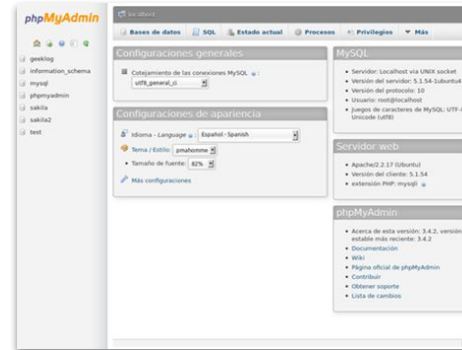 phpMyAdmin
localhost
Bases de datos
SQL
Estado actual
Procesos
Privilegios
Más
geeklog
information_schema
mysql
phpmyadmin
sakila
sakila2
test
Configuraciones generales
Cotejamiento de las conexiones MySQL :
utf8_general_ci
Configuraciones de apariencia
Idioma - Language : Español - Spanish
Tema / Estilo: pmahomme
Tamaño de fuente: 82%
Más configuraciones
MySQL
Servidor: Localhost via UNIX socket
Versión del servidor: 5.1.54-1ubuntu4
Versión del protocolo: 10
Usuario: root@localhost
Juegos de caracteres de MySQL: UTF-
Unicode (utf8)
Servidor web
Apache/2.2.17 (Ubuntu)
Versión del cliente: 5.1.54
extensión PHP: mysqli
phpMyAdmin
Acerca de esta versión: 3.4.2, versión
estable más reciente: 3.4.2
Documentación
Wiki
Página oficial de phpMyAdmin
Contribuir
Obtener soporte
Lista de cambios